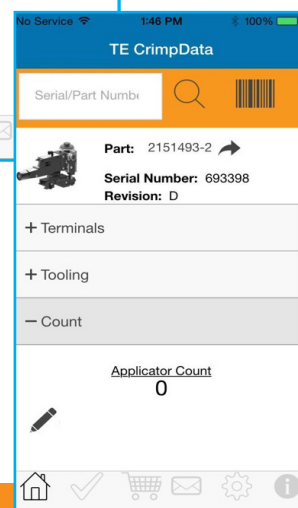 No Service 1:46 PM 100%
TE CrimpData
Serial/Part Numbe
Part: 2151493-2
Serial Number: 693398
Revision: D
+ Terminals
+ Tooling
− Count
Applicator Count
0